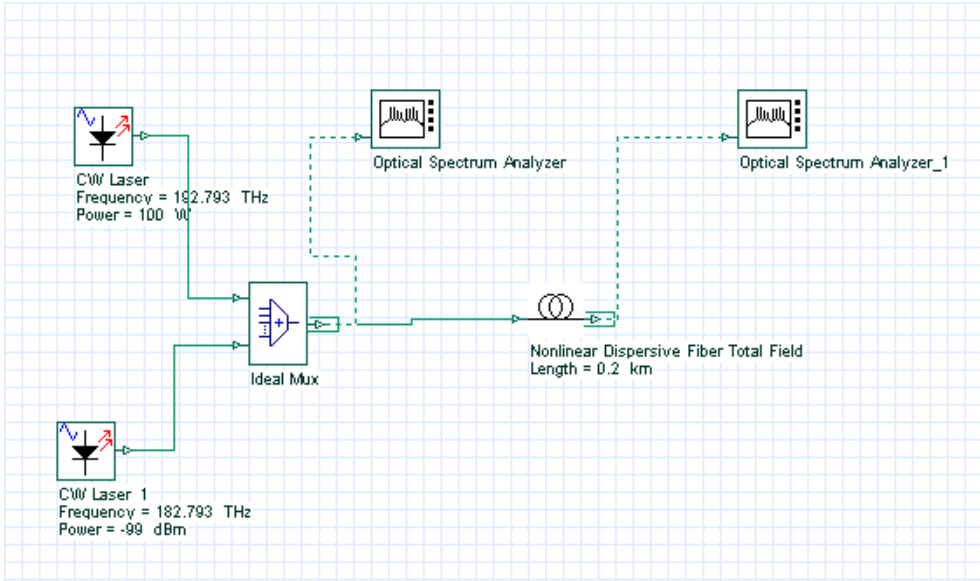 Optical Spectrum Analyzer
Optical Spectrum Analyzer_1
CW Laser
Frequency = 192.793 THz
Power = 100 W
Nonlinear Dispersive Fiber Total Field
Length = 0.2 km
Ideal Mux
CW Laser 1
Frequency = 182.793 THz
Power = -99 dBm